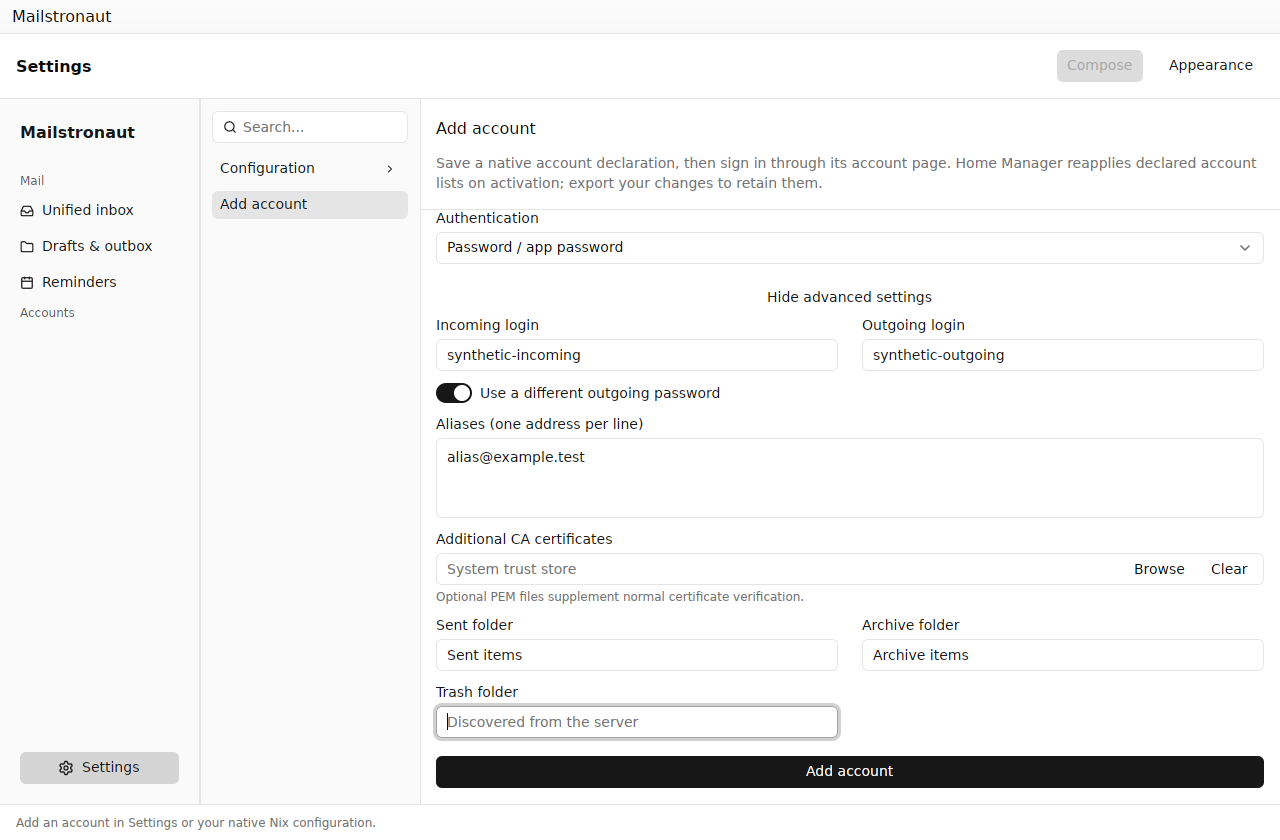 Mailstronaut
Settings
Compose
Appearance
Mailstronaut
Mail
Unified inbox
Drafts & outbox
Reminders
Accounts
Settings
Search...
Configuration
Add account
Add account
Save a native account declaration, then sign in through its account page. Home Manager reapplies declared account
lists on activation; export your changes to retain them.
Authentication
Password / app password
Hide advanced settings
Incoming login
Outgoing login
synthetic-incoming
synthetic-outgoing
Use a different outgoing password
Aliases (one address per line)
alias@example.test
Additional CA certificates
System trust store
Browse
Clear
Optional PEM files supplement normal certificate verification.
Sent folder
Archive folder
Sent items
Archive items
Trash folder
Discovered from the server
Add account
Add an account in Settings or your native Nix configuration.